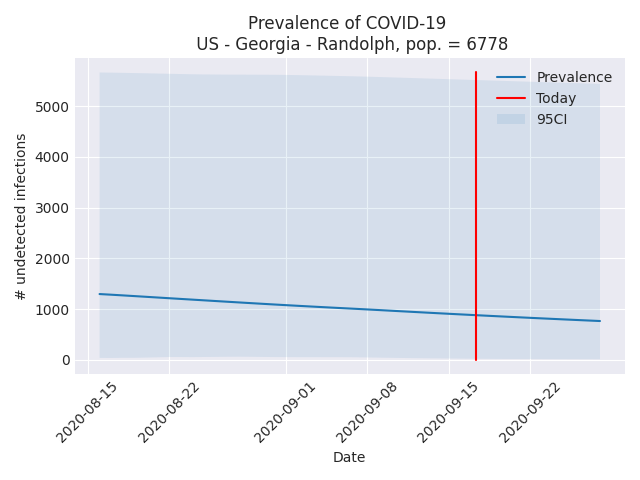 Prevalence of COVID-19
US - Georgia - Randolph, pop. = 6778
Prevalence
Today
95CI
# undetected infections
5000
4000
3000
2000
1000
0
2020-08-15
2020-08-22
2020-09-01
2020-09-08
2020-09-15
2020-09-22
Date